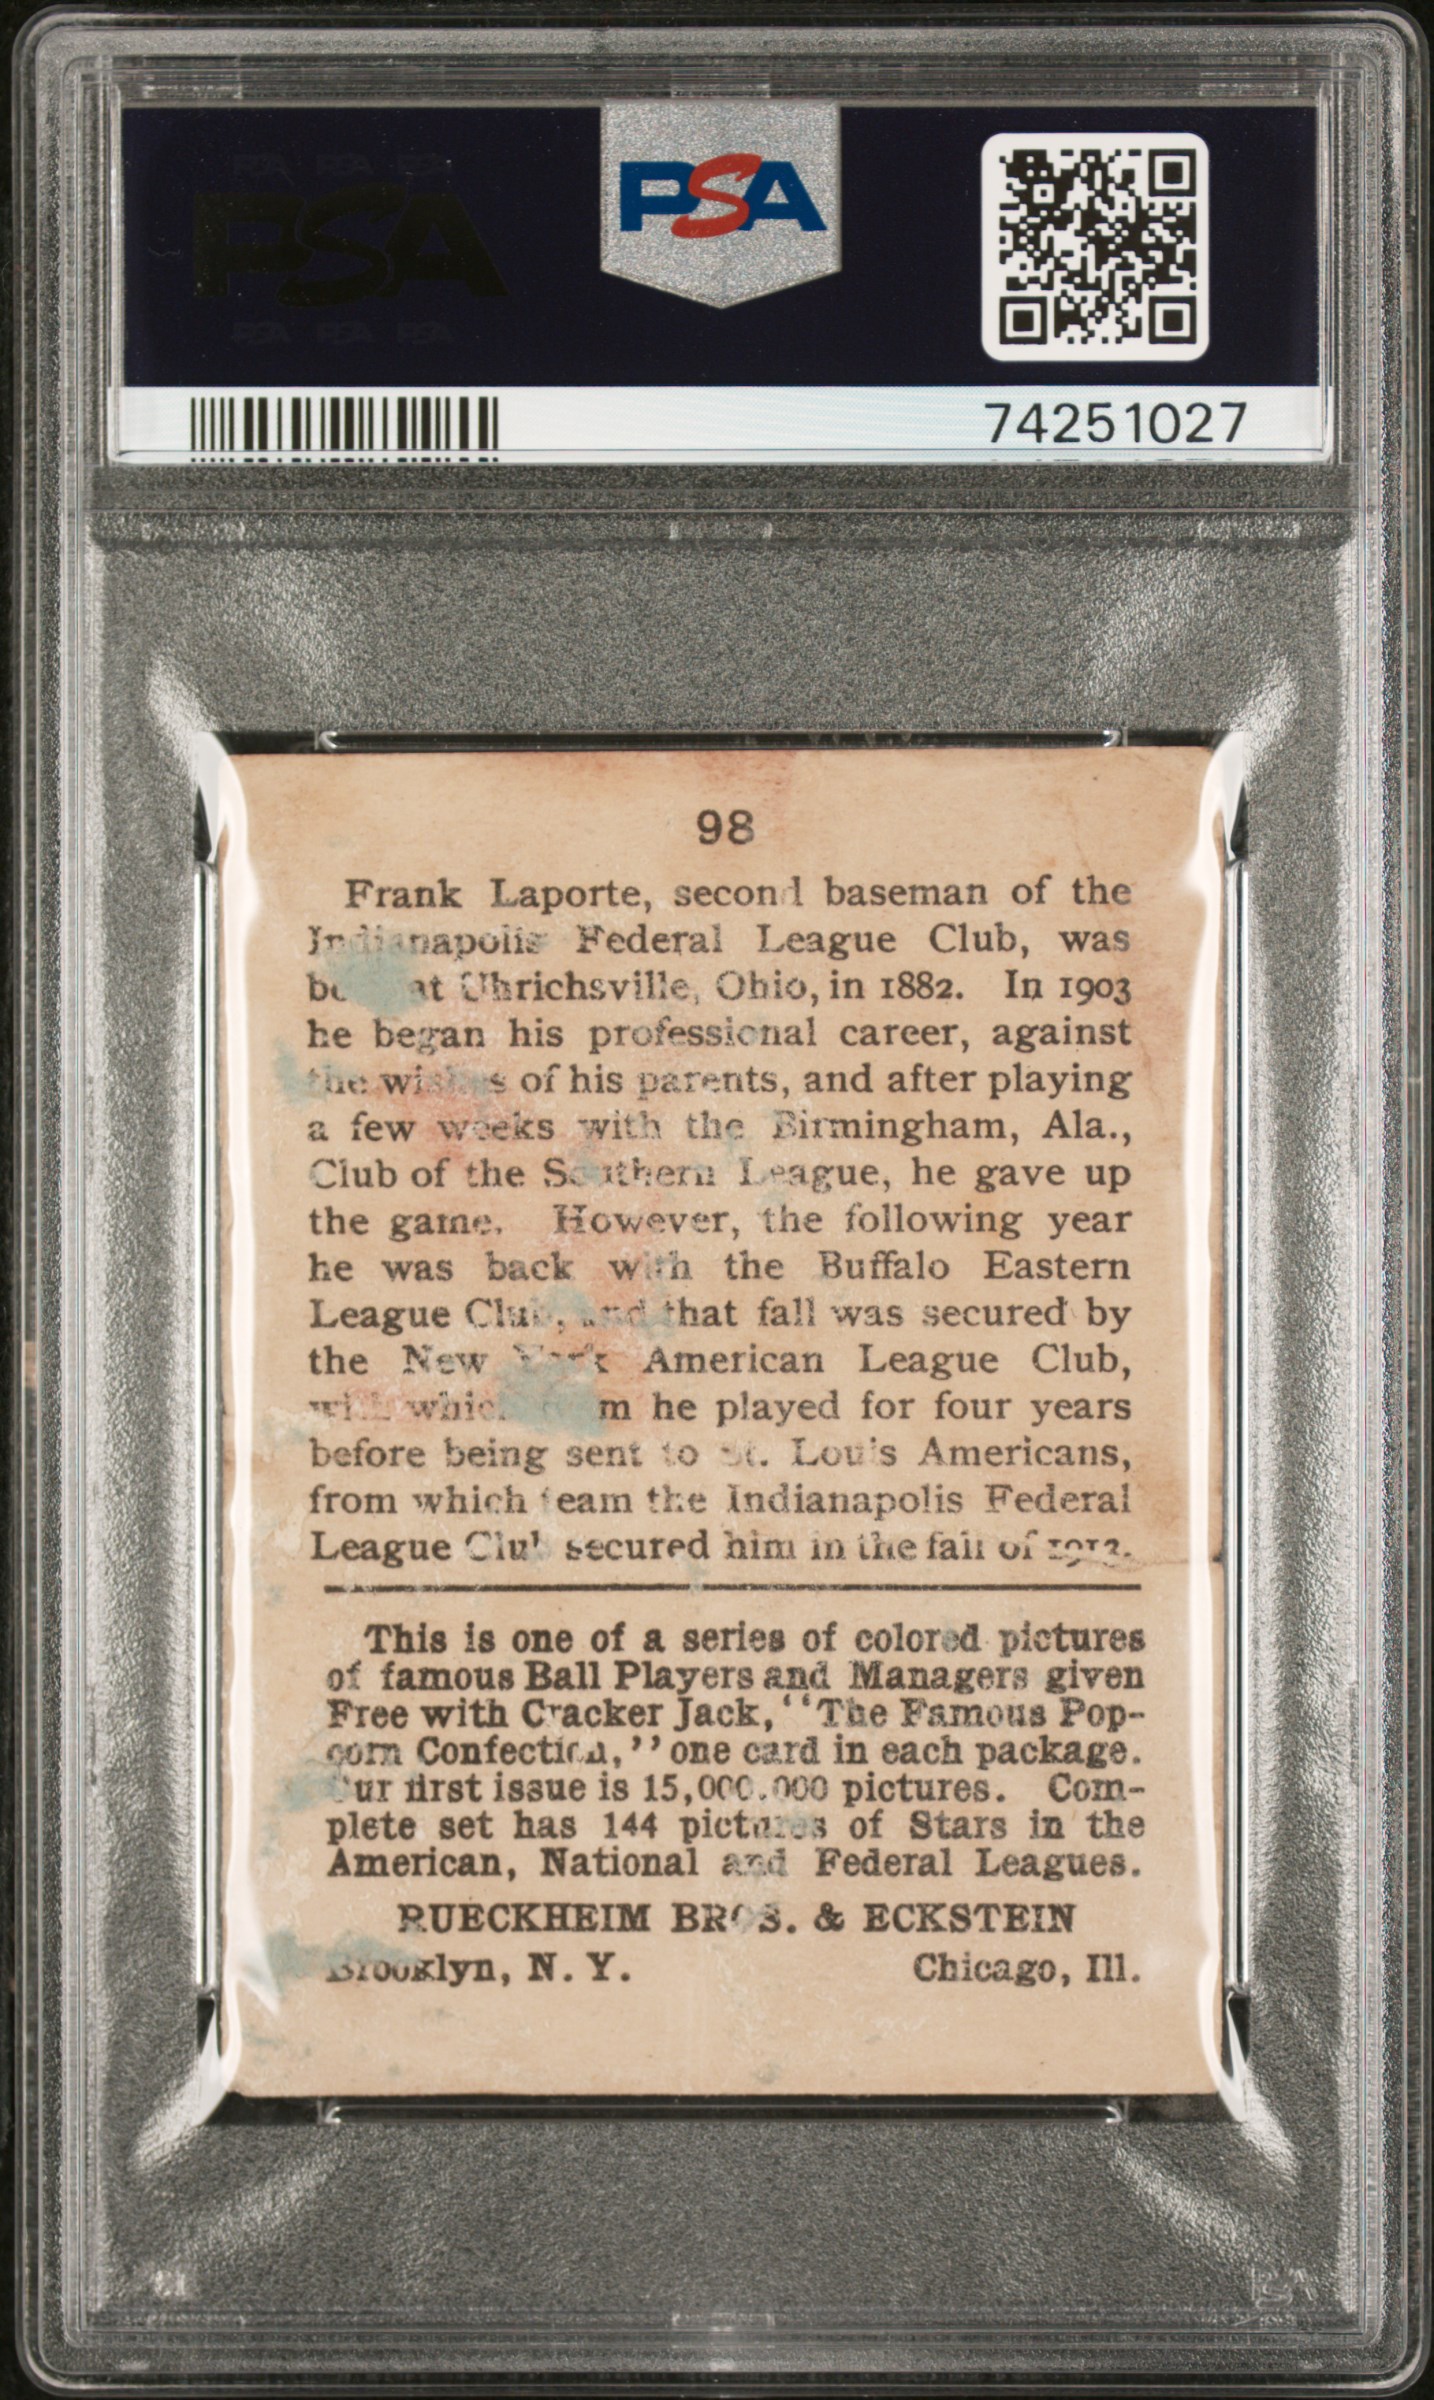 PSA
PSA
74251027
98
Frank Laporte, second baseman of the
Indianapolis Federal League Club, was
at Uhrichsville, Ohio, in 1882. In 1903
he began his professional career, against
the wishes of his parents, and after playing
a few weeks with the Birmingham, Ala.,
Club of the Southern League, he gave up
the game. However, the following year
he was back with the Buffalo Eastern
League Club, and that fall was secured by
the New York American League Club,
with which he played for four years
before being sent to St. Louis Americans,
from which team the Indianapolis Federal
League Club secured him in the fall of 1913.
This is one of a series of colored pictures
of famous Ball Players and Managers given
Free with Cracker Jack, "The Famous Pop-
corn Confection," one card in each package.
Our first issue is 15,000.000 pictures. Com-
plete set has 144 pictures of Stars in the
American, National and Federal Leagues.
RUECKHEIM BROS. & ECKSTEIN
Brooklyn, N. Y. Chicago, Ill.